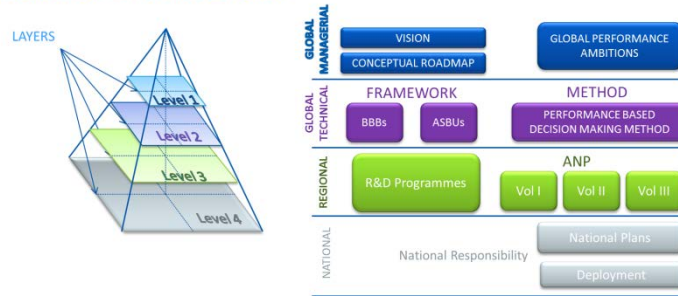 LAYERS
Level 1
Level 2
Level 3
Level 4
GLOBAL
MANAGERIAL
VISION
CONCEPTUAL ROADMAP
GLOBAL PERFORMANCE
AMBITIONS
GLOBAL
TECHNICAL
FRAMEWORK
METHOD
BBBs
ASBUs
PERFORMANCE BASED
DECISION MAKING METHOD
REGIONAL
R&D Programmes
ANP
Vol I
Vol II
Vol III
NATIONAL
National Responsibility
National Plans
Deployment